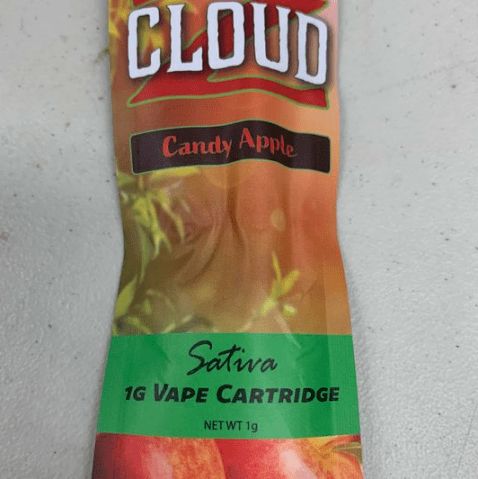 CLOUD
Candy Apple
Sativa
1G VAPE CARTRIDGE
NET WT 1g